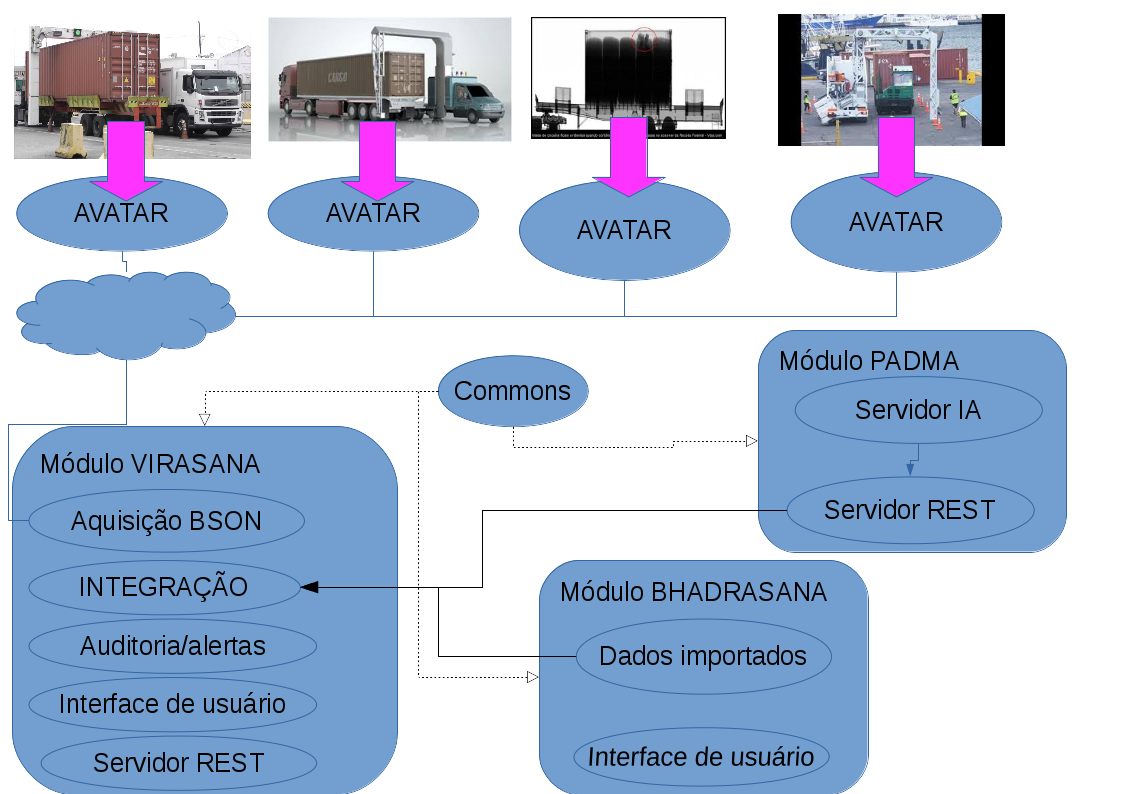 CARGO
AVATAR
AVATAR
AVATAR
AVATAR
Commons
Módulo PADMA
Servidor IA
Servidor REST
Módulo VIRASANA
Aquisição BSON
INTEGRAÇÃO
Auditoria/alertas
Interface de usuário
Servidor REST
Módulo BHADRASANA
Dados importados
Interface de usuário